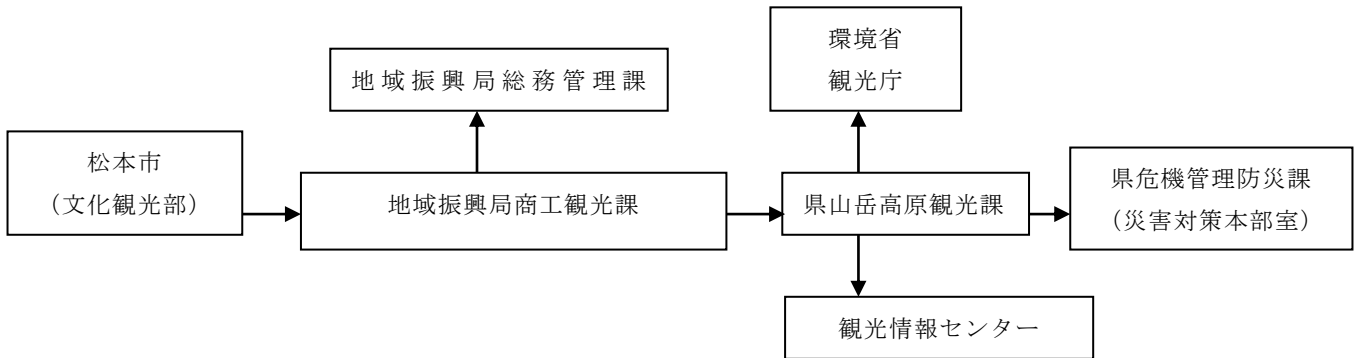 環境省
観光庁
地域振興局総務管理課
松本市
（文化観光部）
地域振興局商工観光課
県山岳高原観光課
県危機管理防災課
（災害対策本部室）
観光情報センター